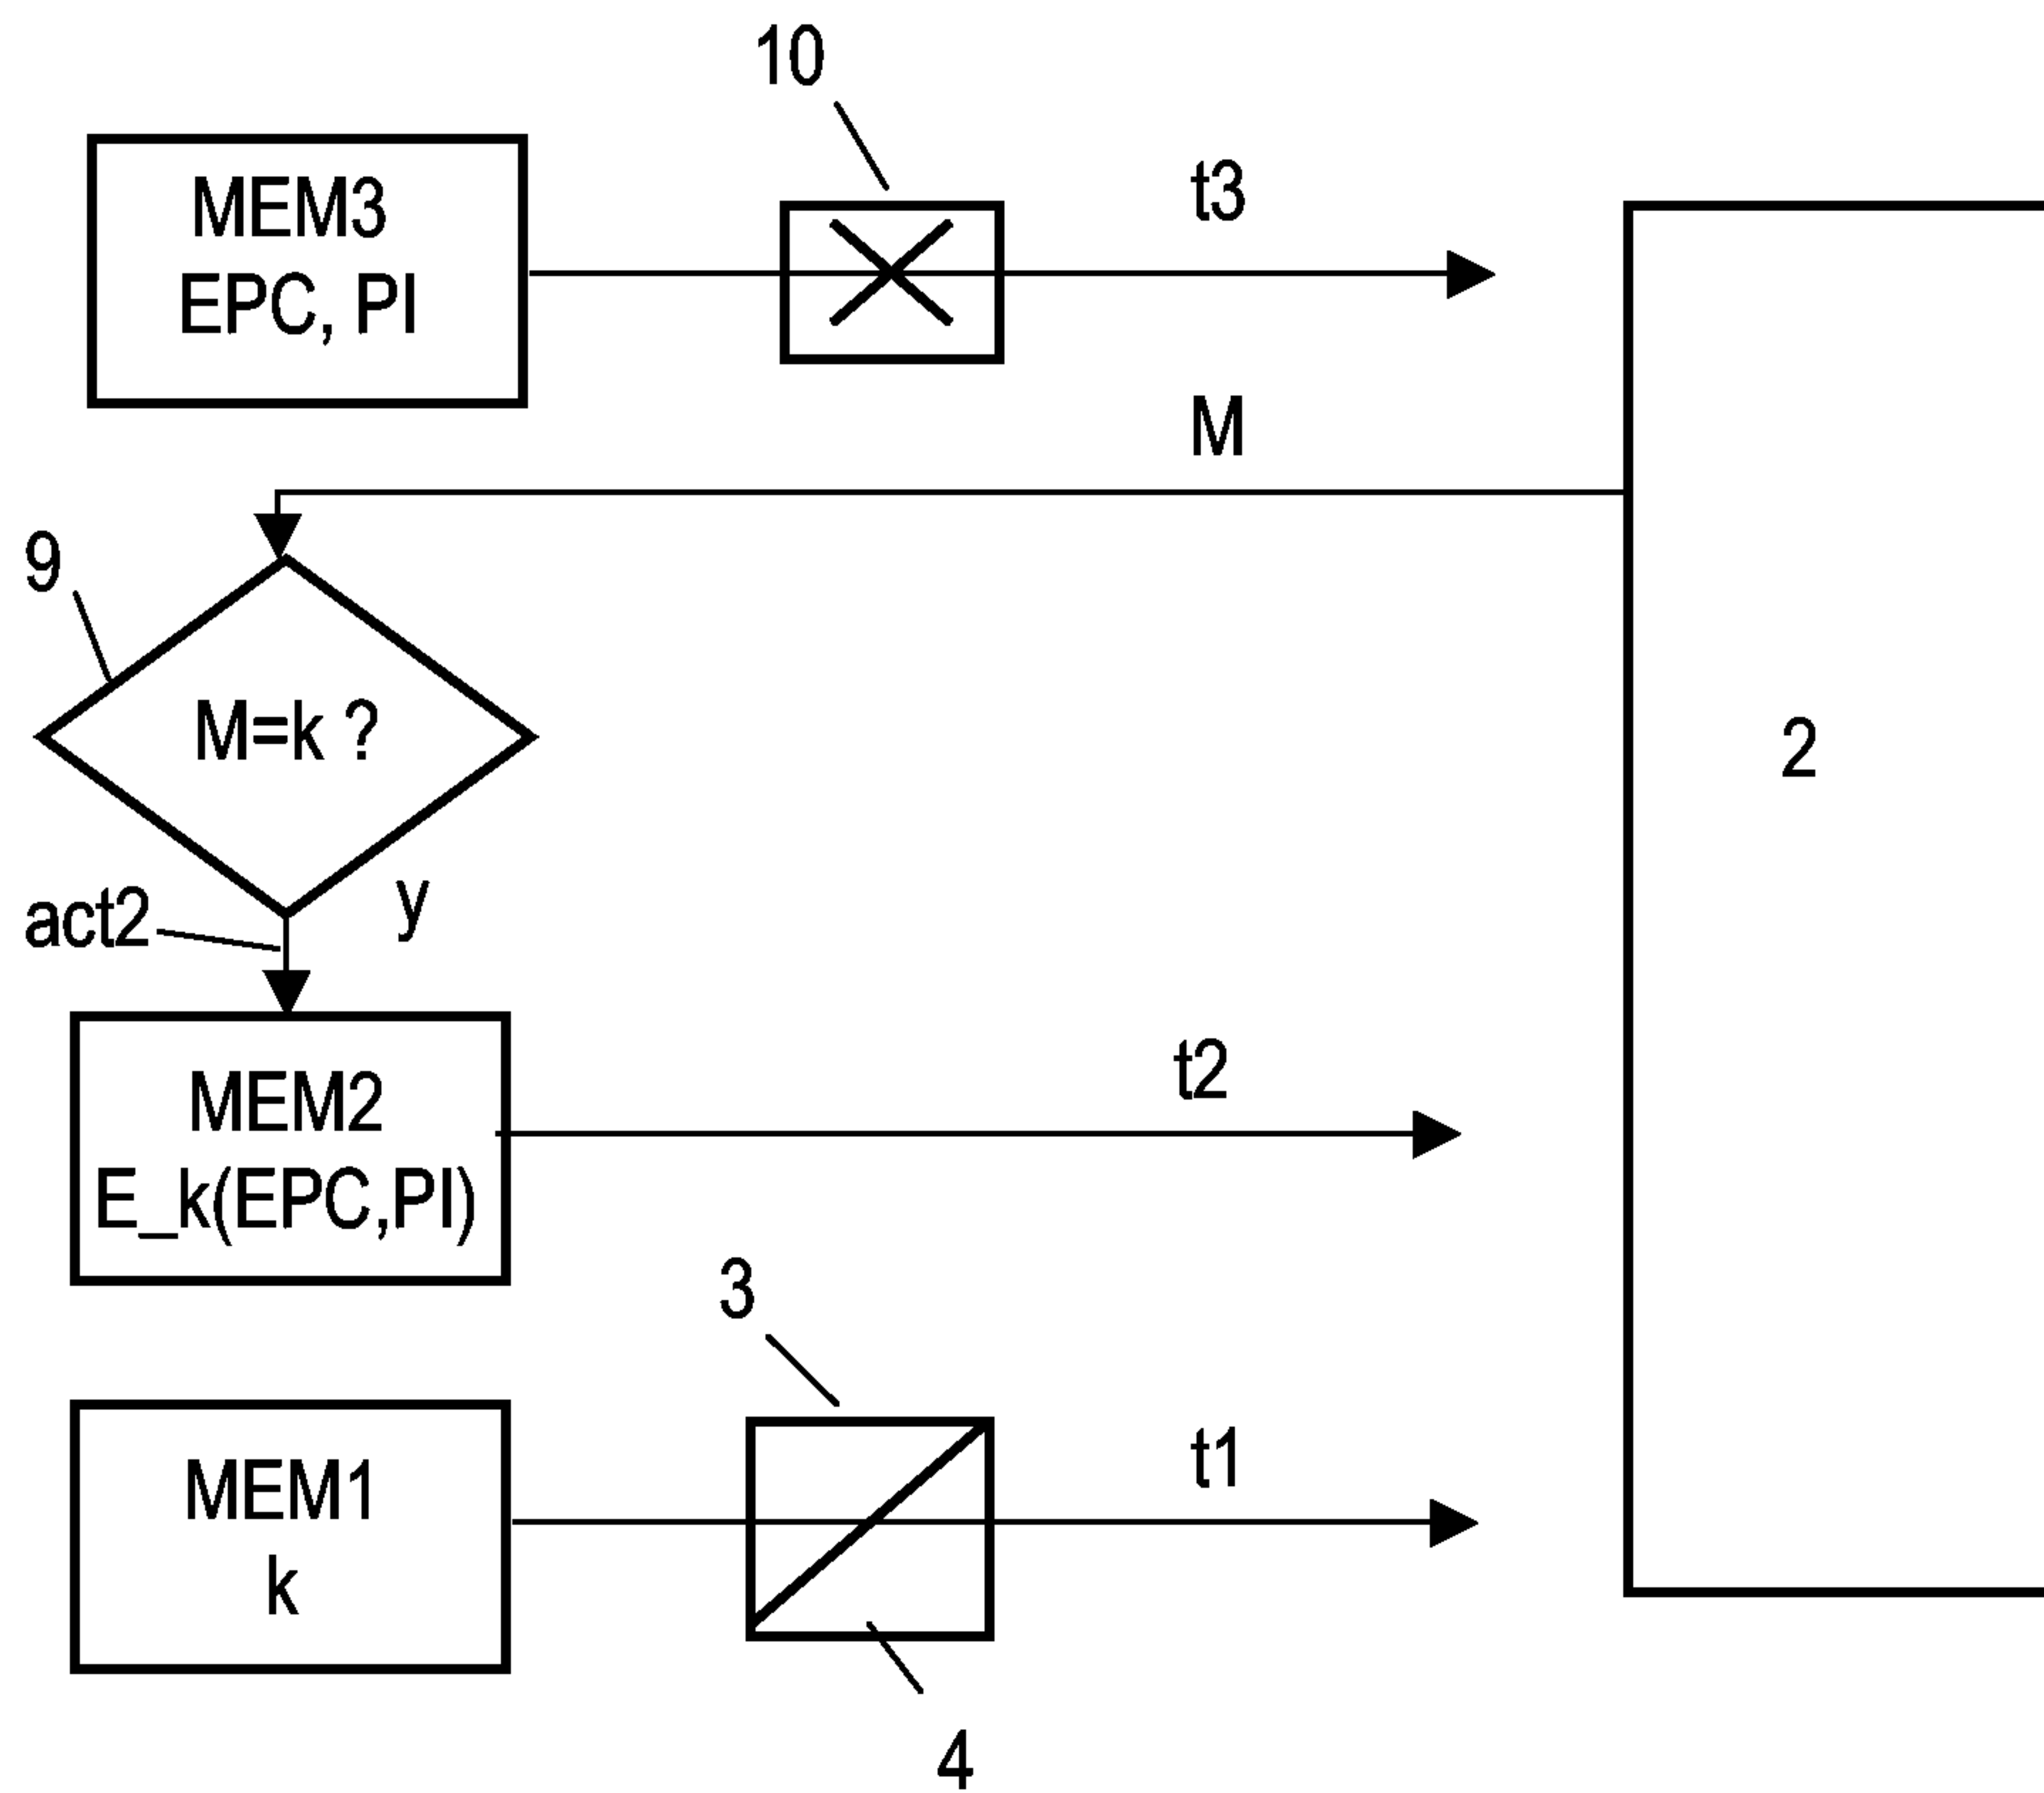 10
MEM3
EPC, PI
t3
M
9
M=k ?
2
act2
y
MEM2
E_k(EPC,PI)
t2
3
MEM1
k
t1
4